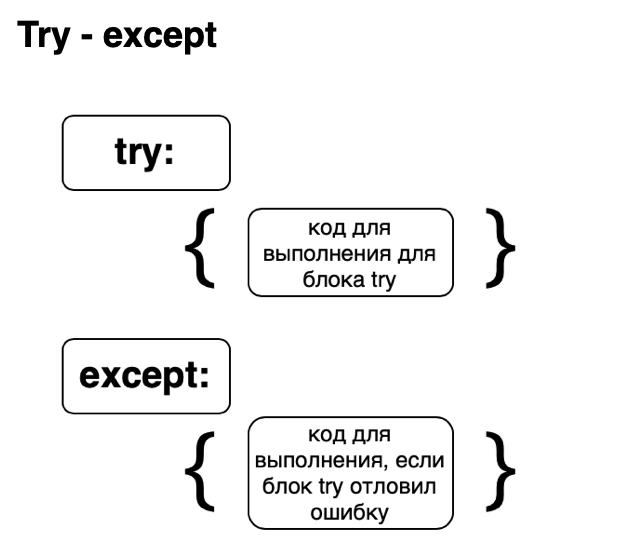 Try - except
try:
{
код для
выполнения для
блока try
}
except:
{
код для
выполнения, если
блок try отловил
ошибку
}